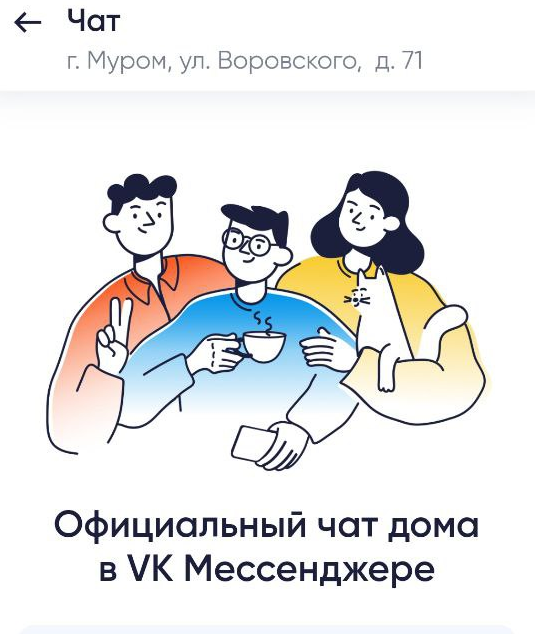 Чат
г. Муром, ул. Воровского, д. 71
Официальный чат дома
в VK Мессенджере